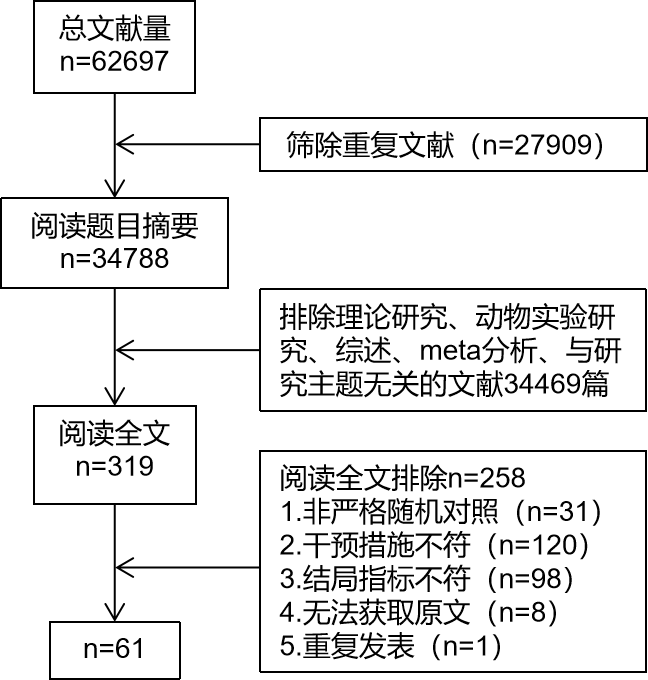 总文献量
n=62697
筛除重复文献（n=27909）
阅读题目摘要
n=34788
排除理论研究、动物实验研
究、综述、meta分析、与研
究主题无关的文献34469篇
阅读全文
n=319
阅读全文排除n=258
1.非严格随机对照（n=31）
2.干预措施不符（n=120）
3.结局指标不符（n=98）
4.无法获取原文（n=8）
5.重复发表（n=1）
n=61